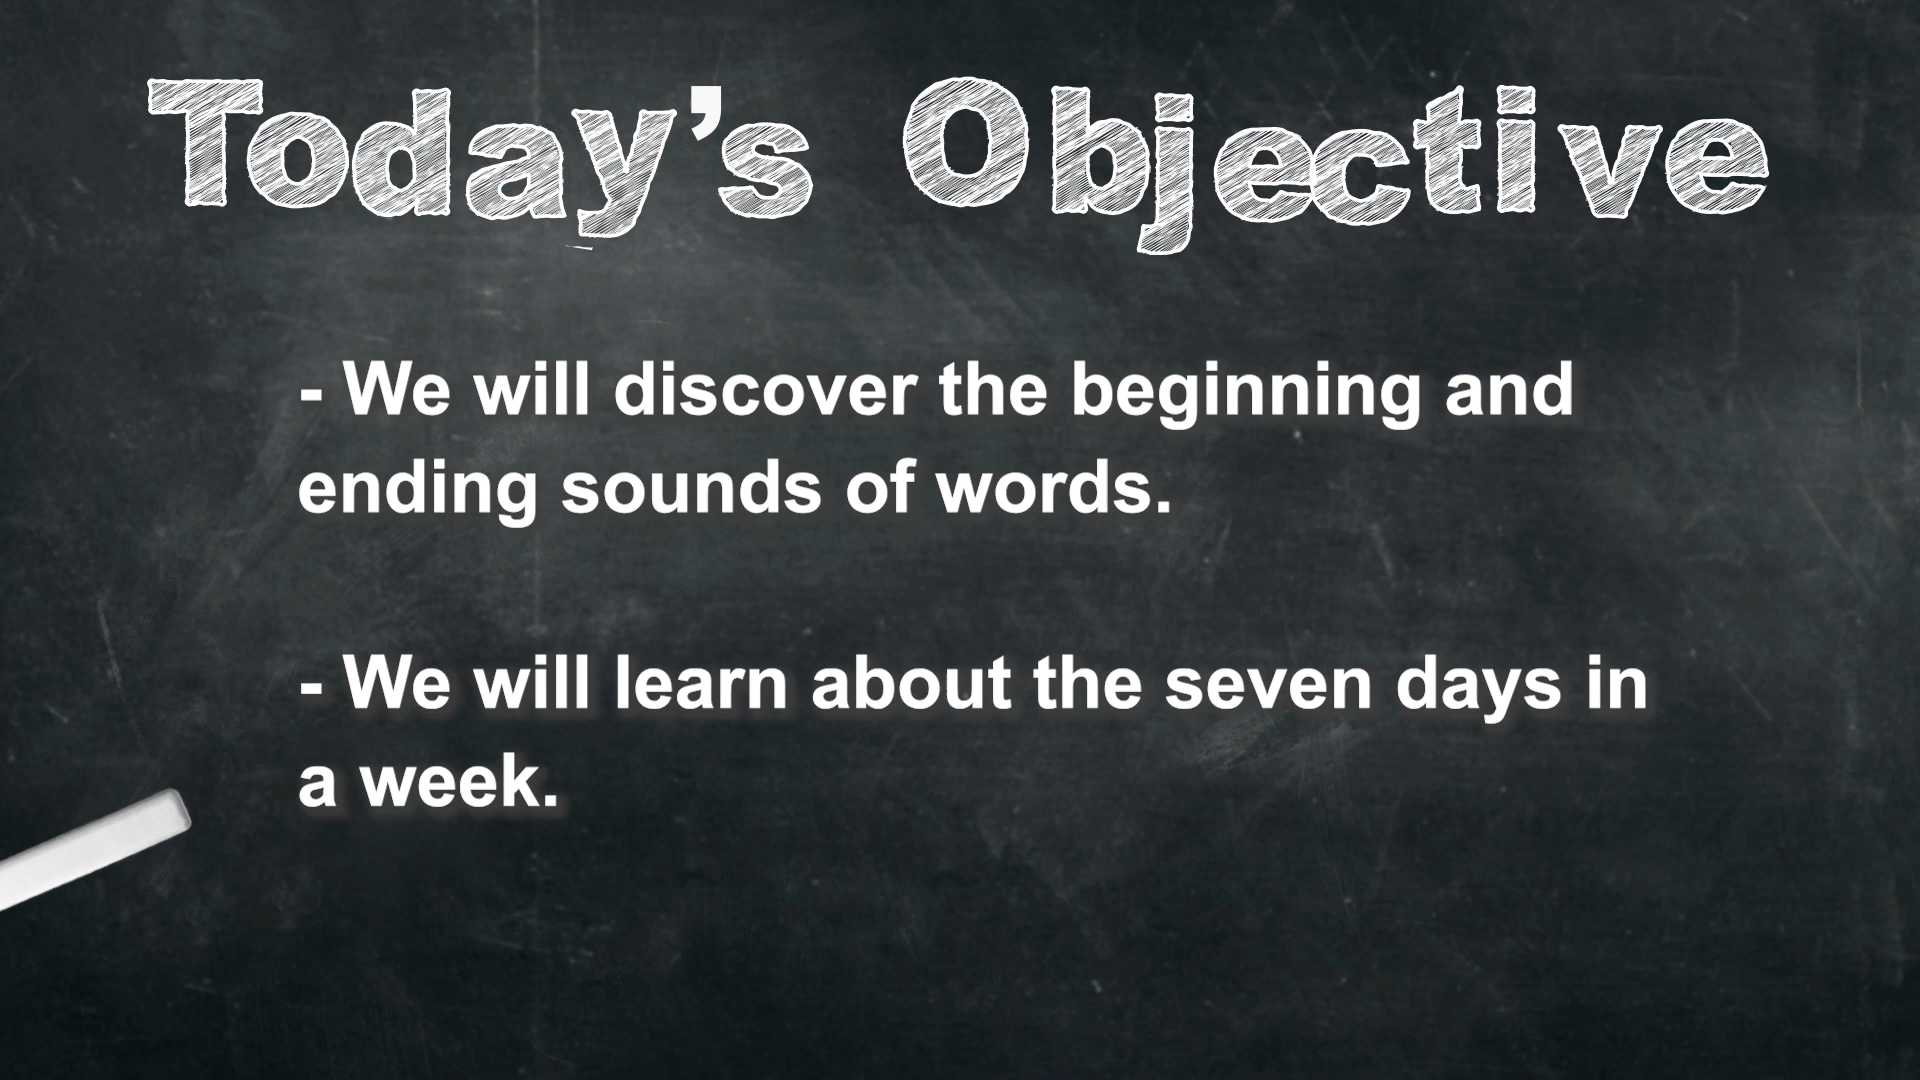 Today’s Objective
- We will discover the beginning and
ending sounds of words.
- We will learn about the seven days in
a week.